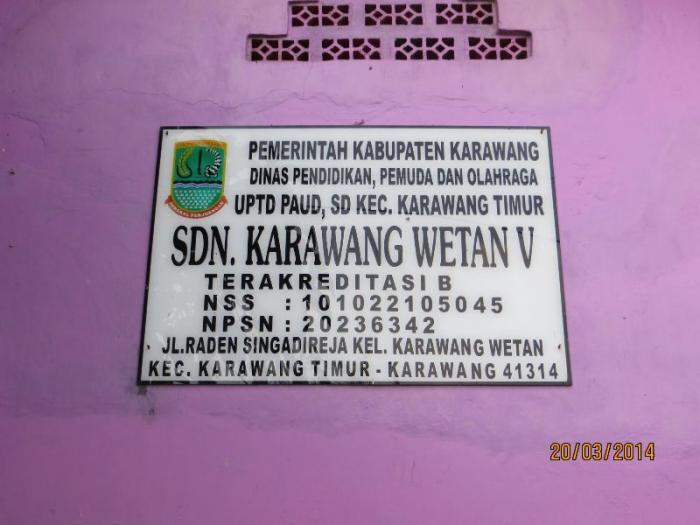 PEMERINTAH KABUPATEN KARAWANG
DINAS PENDIDIKAN, PEMUDA DAN OLAHRAGA
UPTD PAUD, SD KEC. KARAWANG TIMUR
SDN. KARAWANG WETAN V
TERAKREDITASI B
NSS : 101022105045
NPSN : 20236342
JL.RADEN SINGADIREJA KEL. KARAWANG WETAN
KEC. KARAWANG TIMUR - KARAWANG 41314
20/03/2014